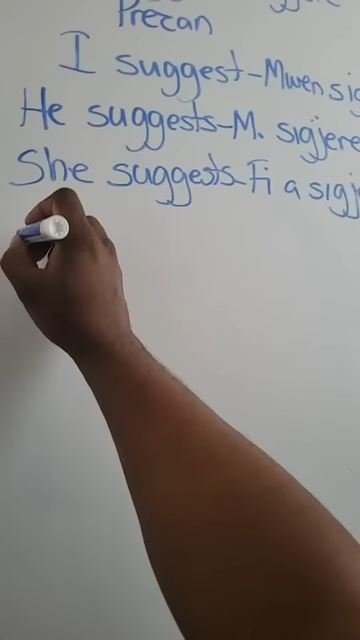 Prezan
I suggest-Mwen sig
He suggests-M. sigjere
She suggests-Fi a sigj